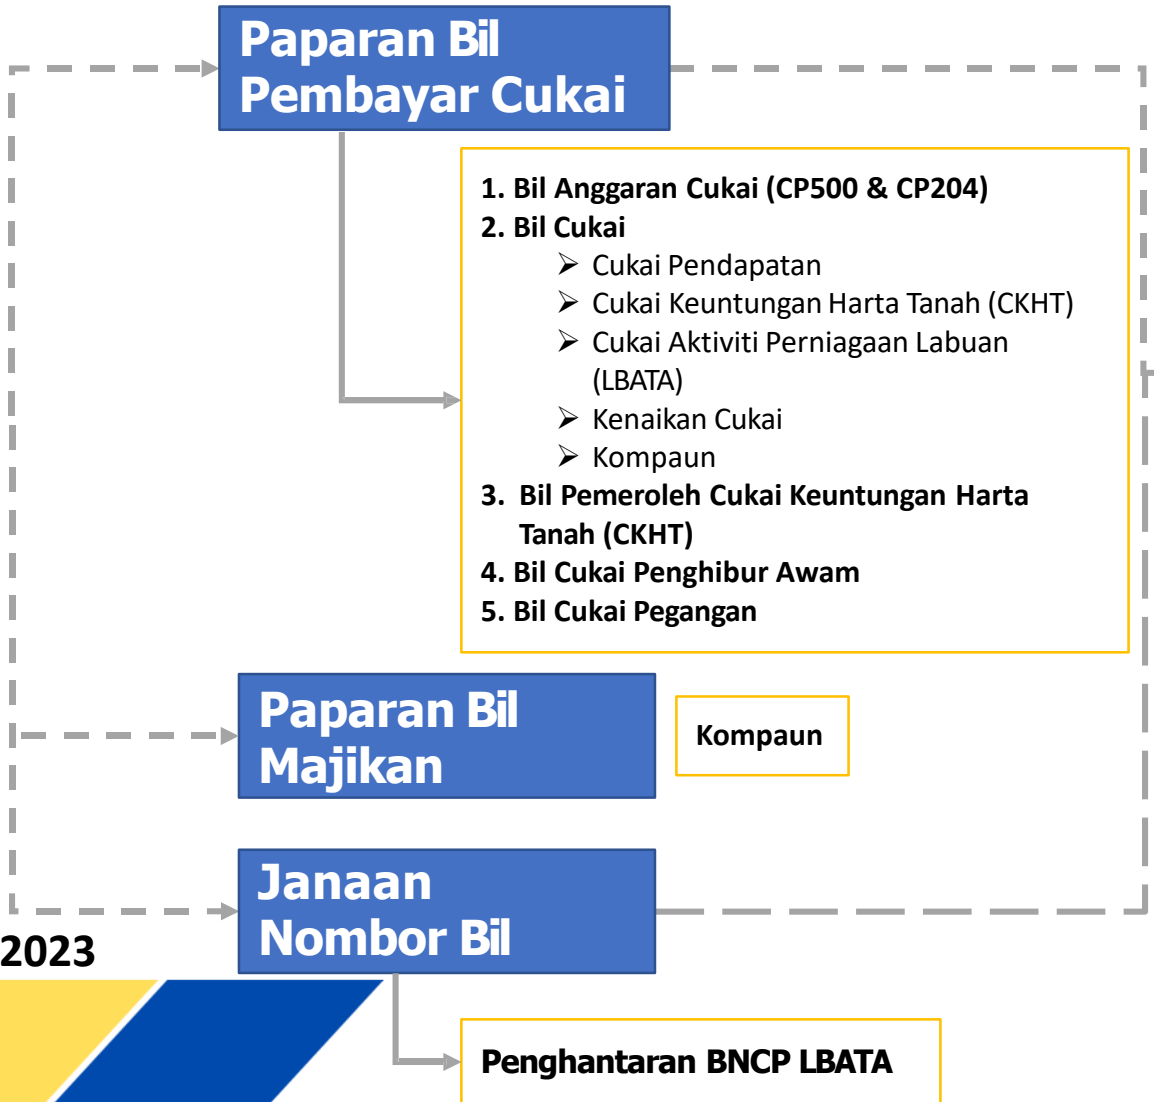 Paparan Bil
Pembayar Cukai
1. Bil Anggaran Cukai (CP500 & CP204)
2. Bil Cukai
➢ Cukai Pendapatan
➢ Cukai Keuntungan Harta Tanah (CKHT)
➢ Cukai Aktiviti Perniagaan Labuan
(LBATA)
➢ Kenaikan Cukai
➢ Kompaun
3. Bil Pemeroleh Cukai Keuntungan Harta
Tanah (CKHT)
4. Bil Cukai Penghibur Awam
5. Bil Cukai Pegangan
Paparan Bil
Majikan
Kompaun
Janaan
Nombor Bil
2023
Penghantaran BNCP LBATA